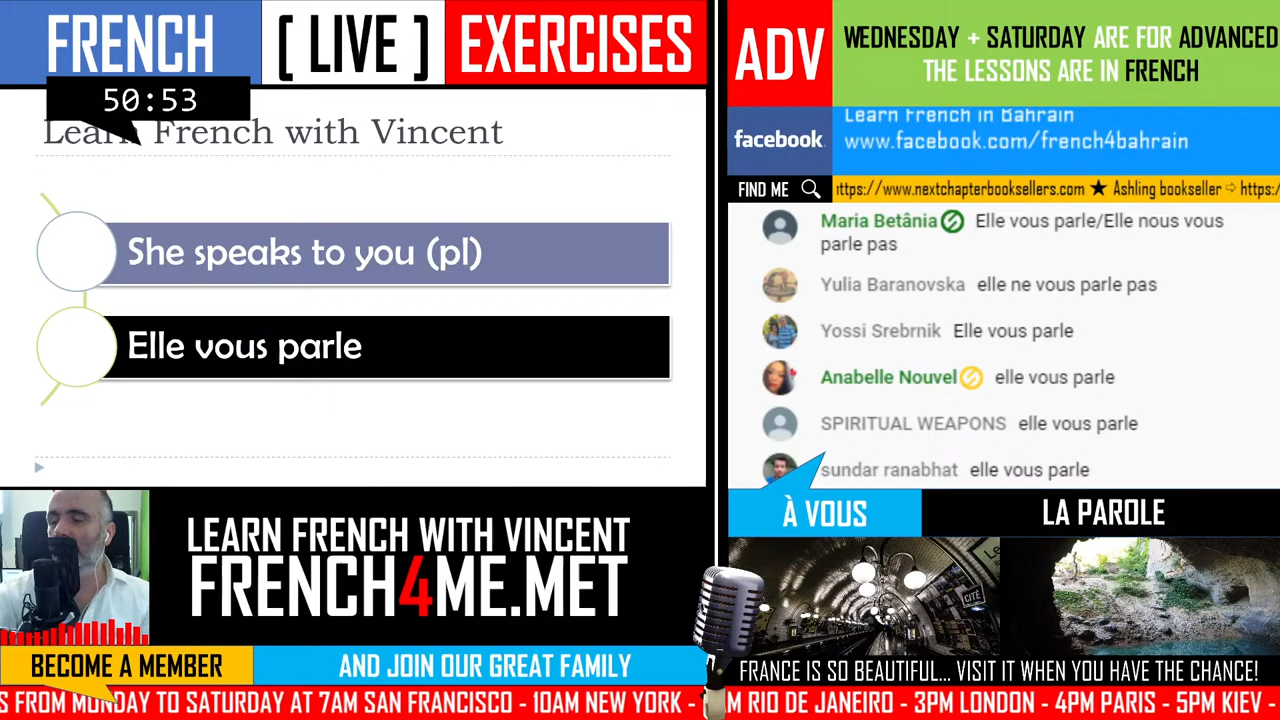 FRENCH
[ LIVE ]
EXERCISES
50:53
Learn French with Vincent
She speaks to you (pl)
Elle vous parle
LEARN FRENCH WITH VINCENT
FRENCH4ME.MET
BECOME A MEMBER
AND JOIN OUR GREAT FAMILY
ADV
WEDNESDAY + SATURDAY ARE FOR ADVANCED
THE LESSONS ARE IN FRENCH
facebook.
Learn French in Bahrain
www.facebook.com/french4bahrain
FIND ME
https://www.nextchapterbooksellers.com ★ Ashling bookseller ⇨ https:/
Maria Betânia Elle vous parle/Elle nous vous
parle pas
Yulia Baranovska elle ne vous parle pas
Yossi Srebrnik Elle vous parle
Anabelle Nouvel elle vous parle
SPIRITUAL WEAPONS elle vous parle
sundar ranabhat elle vous parle
À VOUS
LA PAROLE
CITÉ
FRANCE IS SO BEAUTIFUL... VISIT IT WHEN YOU HAVE THE CHANCE!
S FROM MONDAY TO SATURDAY AT 7AM SAN FRANCISCO - 10AM NEW YORK - M RIO DE JANEIRO - 3PM LONDON - 4PM PARIS - 5PM KIEV -